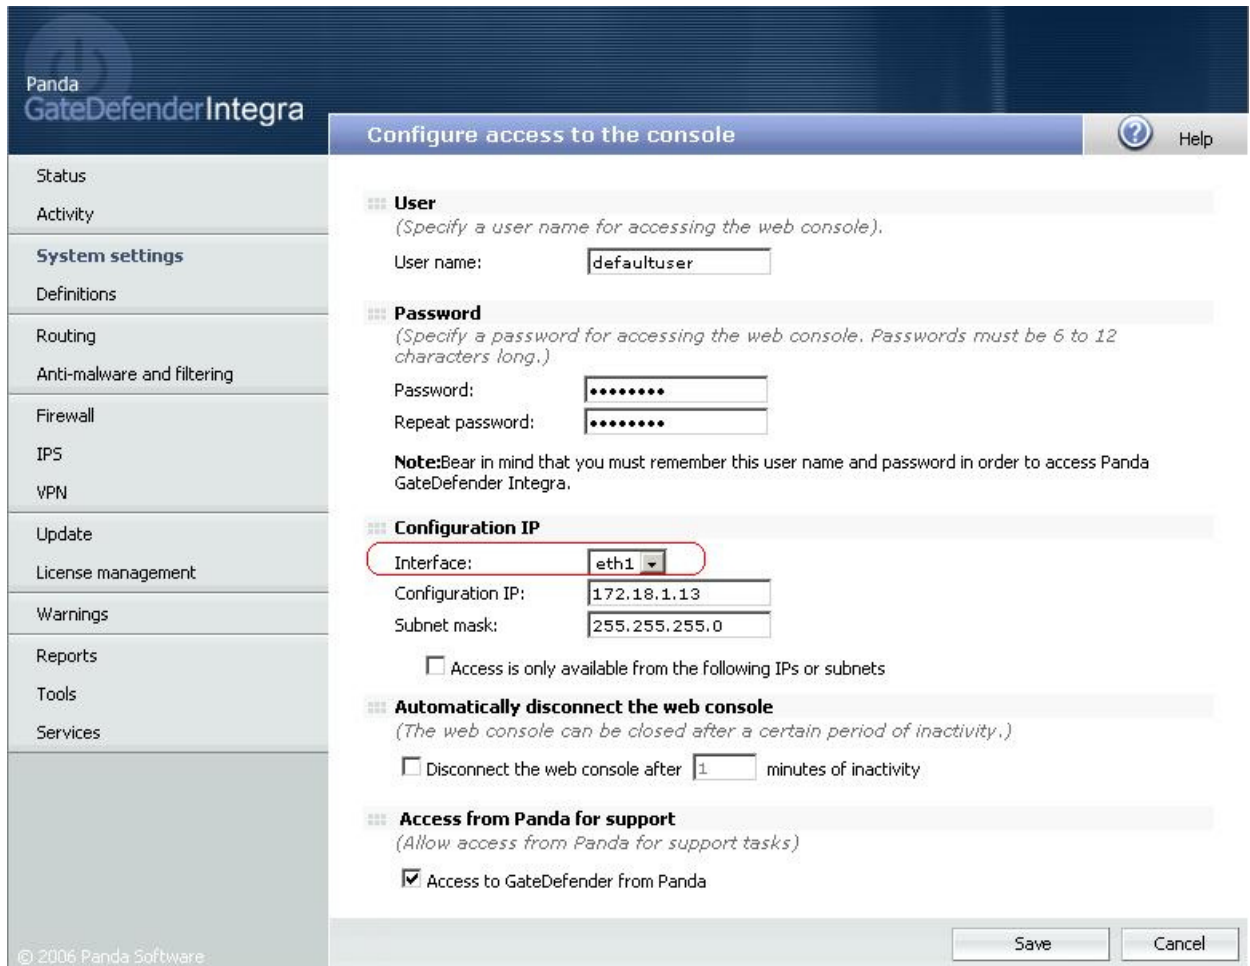 Panda
GateDefenderIntegra
Configure access to the console
Help
Status
Activity
System settings
Definitions
Routing
Anti-malware and filtering
Firewall
IPS
VPN
Update
License management
Warnings
Reports
Tools
Services
© 2006 Panda Software
User
(Specify a user name for accessing the web console).
User name: defaultuser
Password
(Specify a password for accessing the web console. Passwords must be 6 to 12
characters long.)
Password: ••••••••
Repeat password: ••••••••
Note:Bear in mind that you must remember this user name and password in order to access Panda
GateDefender Integra.
Configuration IP
Interface: eth1
Configuration IP: 172.18.1.13
Subnet mask: 255.255.255.0
Access is only available from the following IPs or subnets
Automatically disconnect the web console
(The web console can be closed after a certain period of inactivity.)
Disconnect the web console after 1 minutes of inactivity
Access from Panda for support
(Allow access from Panda for support tasks)
Access to GateDefender from Panda
Save Cancel